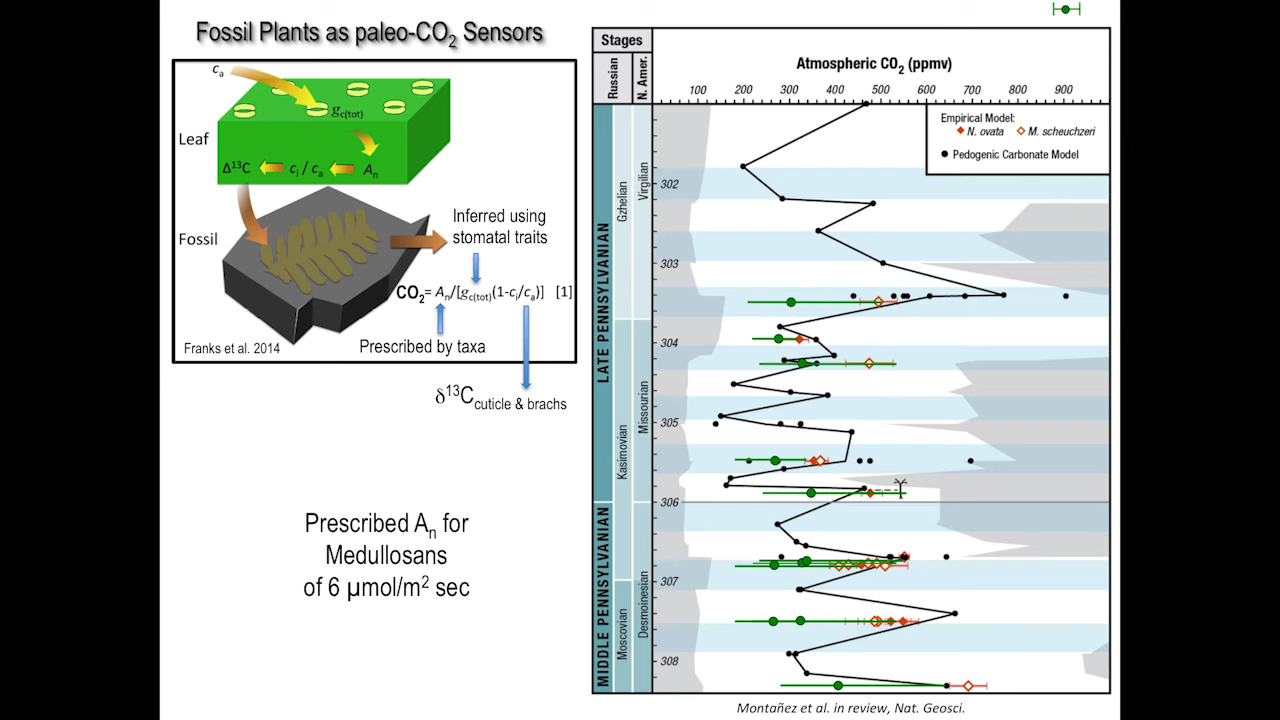 Fossil Plants as paleo-CO₂ Sensors
cₐ
g_c(tot)
Leaf
Δ¹³C
cᵢ / cₐ
Aₙ
Fossil
Inferred using
stomatal traits
CO₂= Aₙ/[g_c(tot)(1-cᵢ/cₐ)] [1]
Franks et al. 2014
Prescribed by taxa
δ¹³C_cuticle & brachs
Prescribed Aₙ for
Medullosans
of 6 μmol/m² sec
Stages
Russian
N. Amer.
Atmospheric CO₂ (ppmv)
100 200 300 400 500 600 700 800 900
Empirical Model:
N. ovata M. scheuchzeri
Pedogenic Carbonate Model
LATE PENNSYLVANIAN
MIDDLE PENNSYLVANIAN
Gzhelian
Kasimovian
Moscovian
Virgilian
Missourian
Desmoinesian
302
303
304
305
306
307
308
Montañez et al. in review, Nat. Geosci.